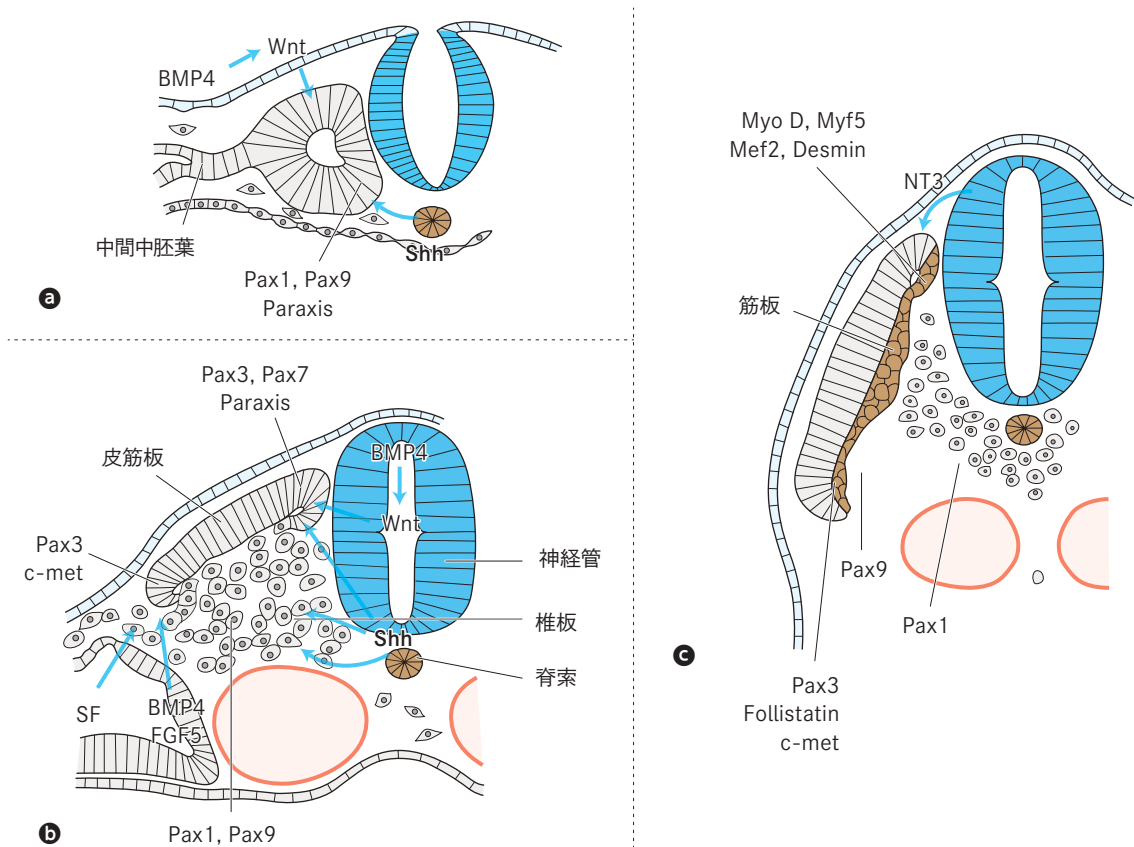 BMP4
Wnt
中間中胚葉
Shh
Pax1, Pax9
Paraxis
a
Pax3, Pax7
Paraxis
皮筋板
BMP4
Wnt
Pax3
c-met
神経管
椎板
Shh
脊索
SF
BMP4
FGF5
Pax1, Pax9
b
Myo D, Myf5
Mef2, Desmin
NT3
筋板
Pax9
Pax1
Pax3
Follistatin
c-met
c